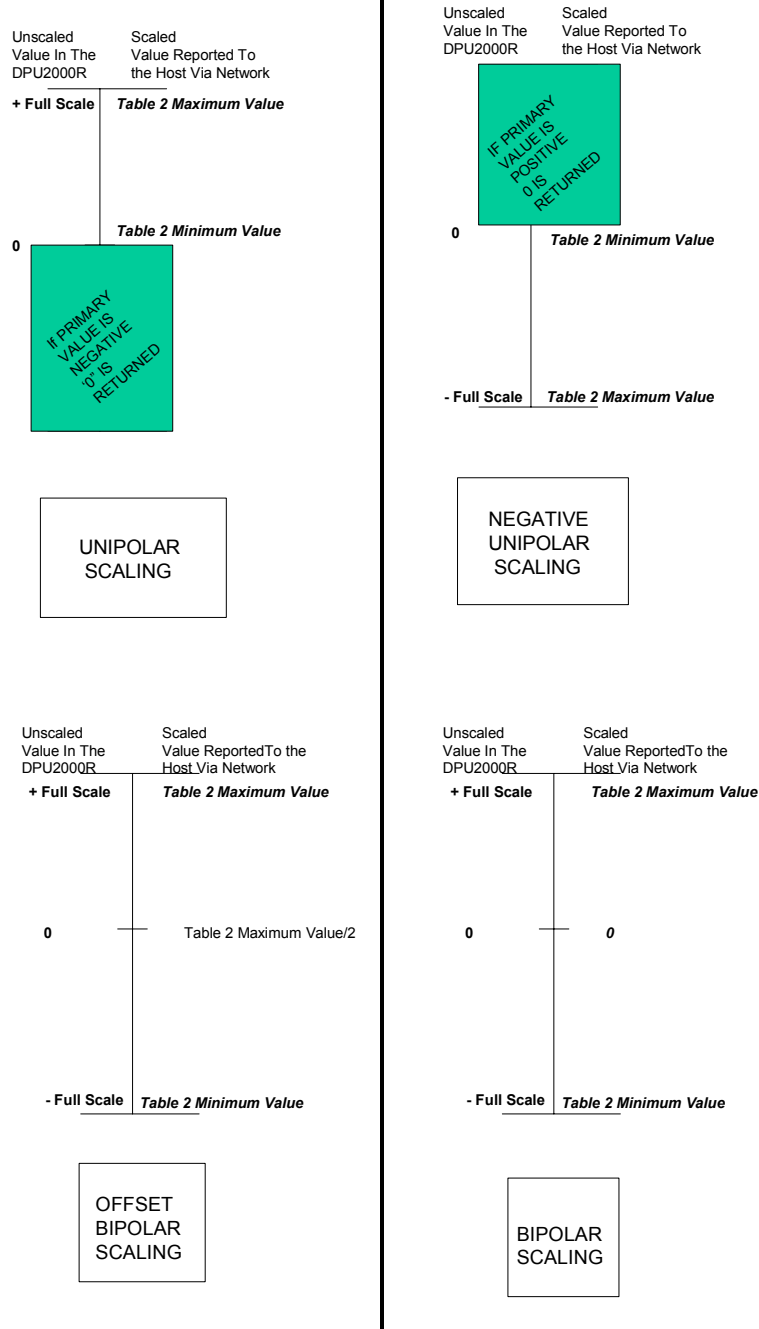 Unscaled
Value In The
DPU2000R
Scaled
Value Reported To
the Host Via Network
+ Full Scale
Table 2 Maximum Value
Table 2 Minimum Value
0
If PRIMARY
VALUE IS
NEGATIVE
‘0” IS
RETURNED
UNIPOLAR
SCALING
Unscaled
Value In The
DPU2000R
Scaled
Value Reported To
the Host Via Network
IF PRIMARY
VALUE IS
POSITIVE
0 IS
RETURNED
0
Table 2 Minimum Value
- Full Scale
Table 2 Maximum Value
NEGATIVE
UNIPOLAR
SCALING
Unscaled
Value In The
DPU2000R
Scaled
Value ReportedTo the
Host Via Network
+ Full Scale
Table 2 Maximum Value
0
Table 2 Maximum Value/2
- Full Scale
Table 2 Minimum Value
OFFSET
BIPOLAR
SCALING
Unscaled
Value In The
DPU2000R
Scaled
Value ReportedTo the
Host Via Network
+ Full Scale
Table 2 Maximum Value
0
0
- Full Scale
Table 2 Minimum Value
BIPOLAR
SCALING